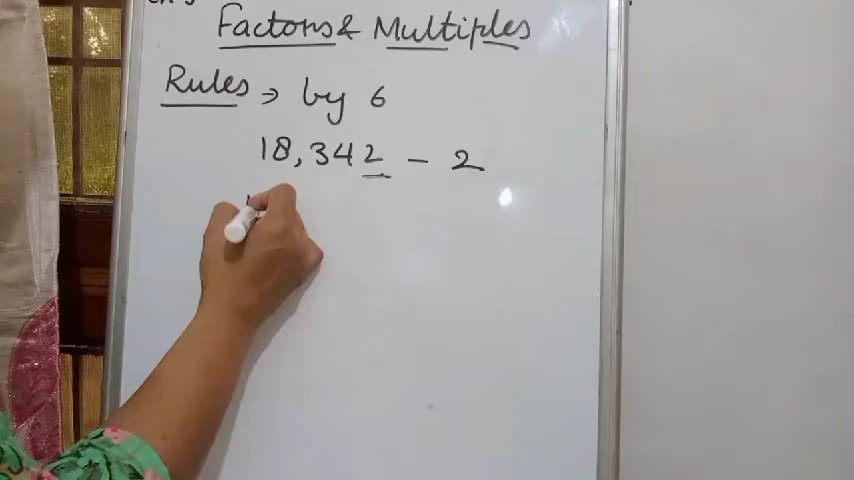 Factors & Multiples
Rules → by 6
18,342 - 2